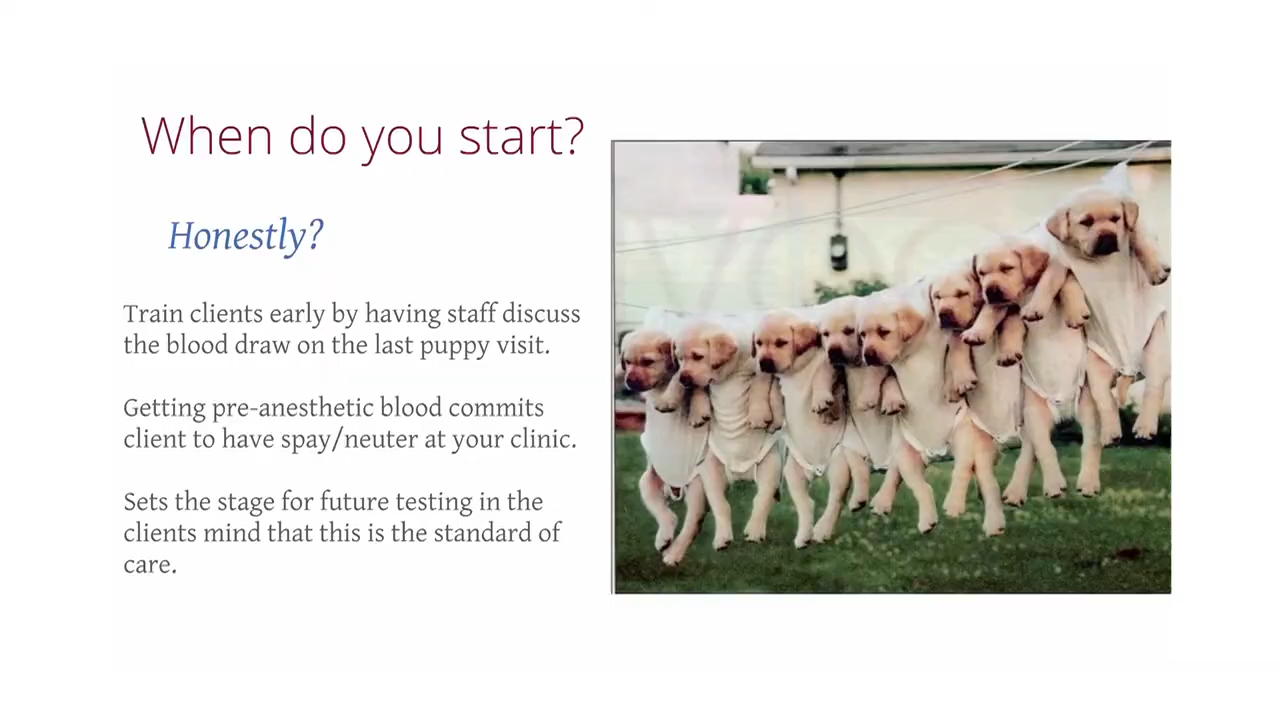 When do you start?
Honestly?
Train clients early by having staff discuss
the blood draw on the last puppy visit.
Getting pre-anesthetic blood commits
client to have spay/neuter at your clinic.
Sets the stage for future testing in the
clients mind that this is the standard of
care.